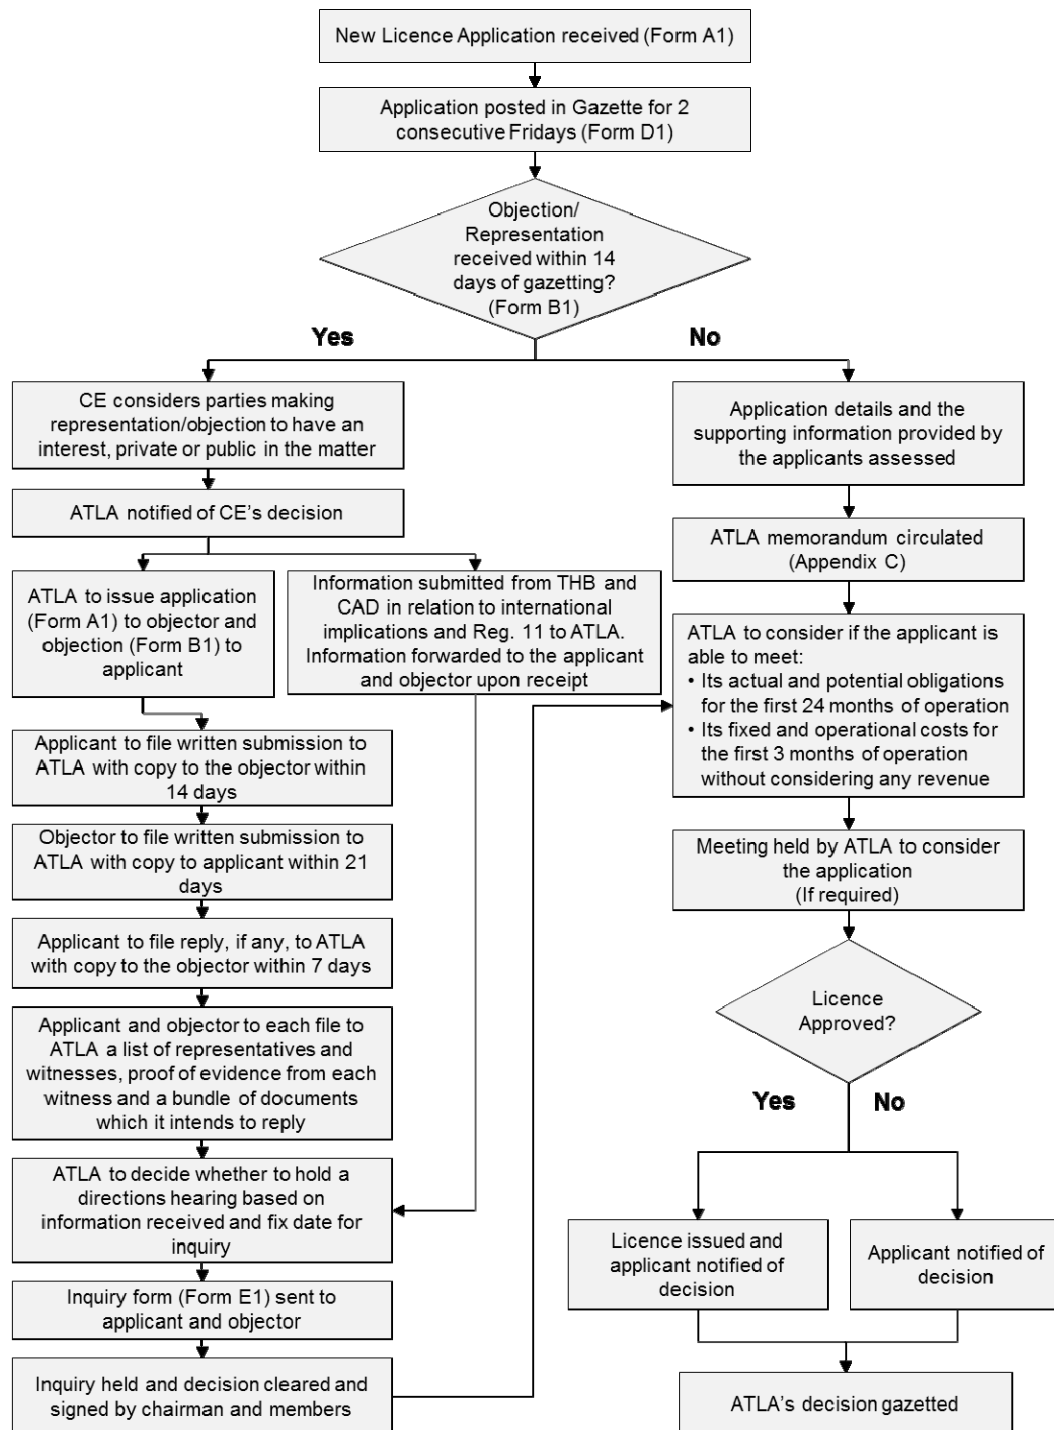 New Licence Application received (Form A1)
Application posted in Gazette for 2
consecutive Fridays (Form D1)
Objection/
Representation
received within 14
days of gazetting?
(Form B1)
Yes
No
CE considers parties making
representation/objection to have an
interest, private or public in the matter
ATLA notified of CE's decision
ATLA to issue application
(Form A1) to objector and
objection (Form B1) to
applicant
Information submitted from THB and
CAD in relation to international
implications and Reg. 11 to ATLA.
Information forwarded to the applicant
and objector upon receipt
Applicant to file written submission to
ATLA with copy to the objector within
14 days
Objector to file written submission to
ATLA with copy to applicant within 21
days
Applicant to file reply, if any, to ATLA
with copy to the objector within 7 days
Applicant and objector to each file to
ATLA a list of representatives and
witnesses, proof of evidence from each
witness and a bundle of documents
which it intends to reply
ATLA to decide whether to hold a
directions hearing based on
information received and fix date for
inquiry
Inquiry form (Form E1) sent to
applicant and objector
Inquiry held and decision cleared and
signed by chairman and members
Application details and the
supporting information provided by
the applicants assessed
ATLA memorandum circulated
(Appendix C)
ATLA to consider if the applicant is
able to meet:
• Its actual and potential obligations
for the first 24 months of operation
• Its fixed and operational costs for
the first 3 months of operation
without considering any revenue
Meeting held by ATLA to consider
the application
(If required)
Licence
Approved?
Yes
No
Licence issued and
applicant notified of
decision
Applicant notified of
decision
ATLA's decision gazetted